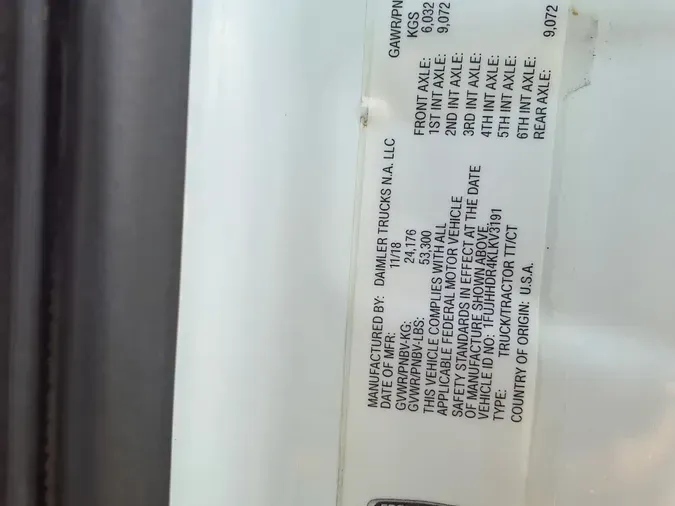 MANUFACTURED BY: DAIMLER TRUCKS N.A. LLC
DATE OF MFR: 11/18
GVWR/PNBV-KG: 24,176
GVWR/PNBV-LBS: 53,300
THIS VEHICLE COMPLIES WITH ALL
APPLICABLE FEDERAL MOTOR VEHICLE
SAFETY STANDARDS IN EFFECT AT THE DATE
OF MANUFACTURE SHOWN ABOVE.
VEHICLE ID NO: 1FUJHHDR4KLKV3191
TYPE: TRUCK/TRACTOR TT/CT
COUNTRY OF ORIGIN: U.S.A.
GAWR/PN
KGS
FRONT AXLE: 6,032
1ST INT AXLE: 9,072
2ND INT AXLE:
3RD INT AXLE:
4TH INT AXLE:
5TH INT AXLE:
6TH INT AXLE:
REAR AXLE: 9,072